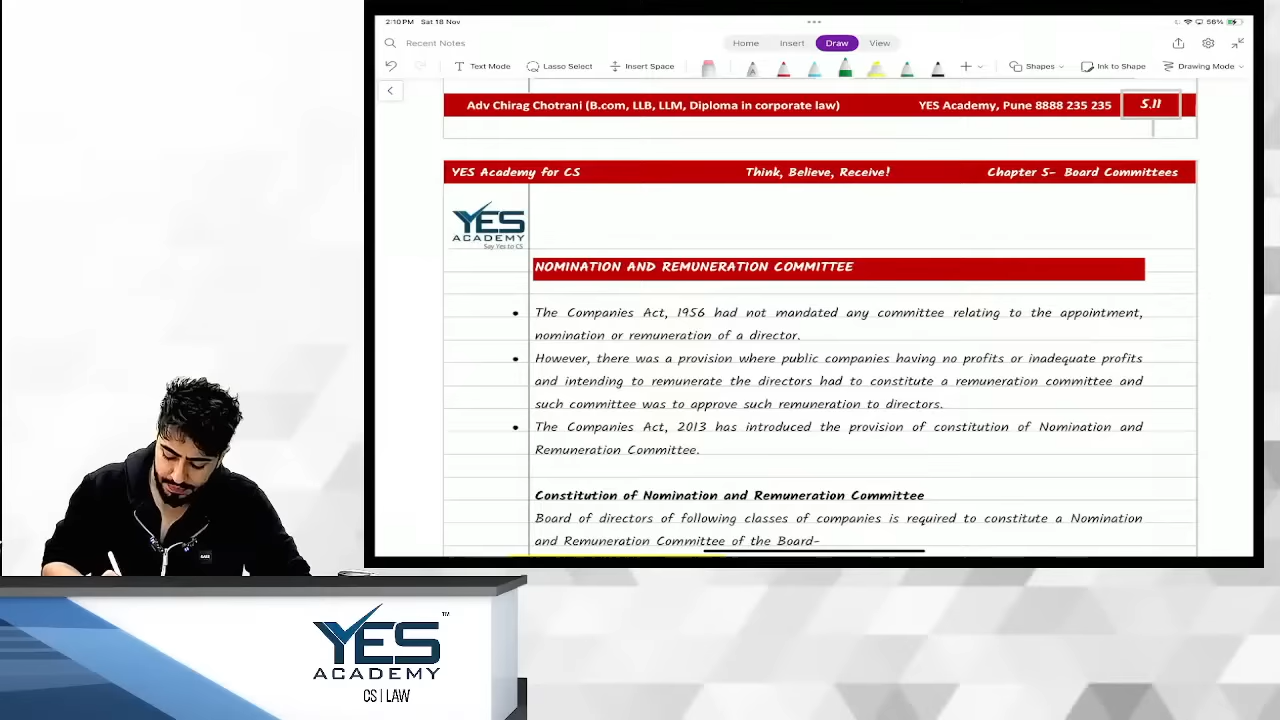 2:10 PM Sat 18 Nov
56%
Recent Notes
Home Insert Draw View
Text Mode Lasso Select Insert Space Shapes Ink to Shape Drawing Mode
Adv Chirag Chotrani (B.com, LLB, LLM, Diploma in corporate law) YES Academy, Pune 8888 235 235 5.11
YES Academy for CS Think, Believe, Receive! Chapter 5- Board Committees
YES
ACADEMY
Say Yes to CS
NOMINATION AND REMUNERATION COMMITTEE
• The Companies Act, 1956 had not mandated any committee relating to the appointment,
nomination or remuneration of a director.
• However, there was a provision where public companies having no profits or inadequate profits
and intending to remunerate the directors had to constitute a remuneration committee and
such committee was to approve such remuneration to directors.
• The Companies Act, 2013 has introduced the provision of constitution of Nomination and
Remuneration Committee.
Constitution of Nomination and Remuneration Committee
Board of directors of following classes of companies is required to constitute a Nomination
and Remuneration Committee of the Board-
YES™
ACADEMY
CS | LAW